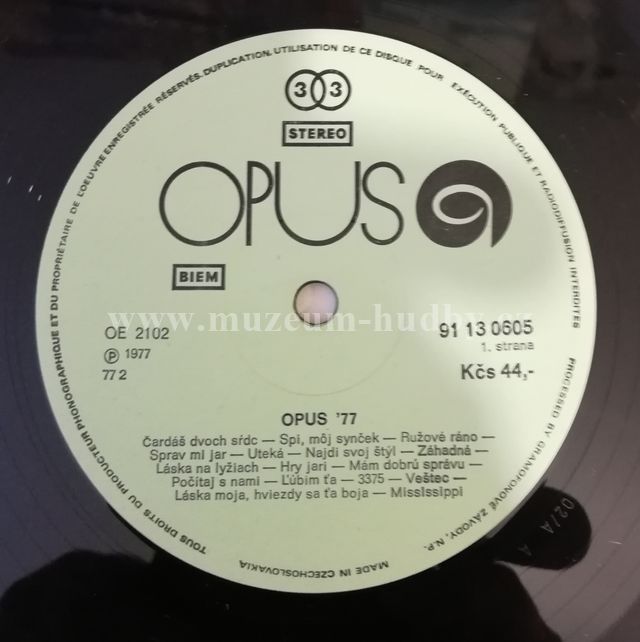 TOUS DROITS DU PRODUCTEUR PHONOGRAPHIQUE ET DU PROPRIÉTAIRE DE L'OEUVRE ENREGISTRÉE RÉSERVÉS. DUPLICATION, UTILISATION DE CE DISQUE POUR EXÉCUTION PUBLIQUE ET RADIODIFFUSION INTERDITES
PROCESSED BY GRAMOFONOVÉ ZÁVODY, N.P.
33
STEREO
OPUS
BIEM
www.muzeum-hudby.cz
OE 2102
91 13 0605
℗ 1977
1. strana
77 2
Kčs 44,-
OPUS '77
Čardáš dvoch sŕdc — Spi, môj synček — Ružové ráno —
Sprav mi jar — Uteká — Najdi svoj štýl — Záhadná —
Láska na lyžiach — Hry jari — Mám dobrú správu —
Počítaj s nami — Ľúbim ťa — 3375 — Veštec —
Láska moja, hviezdy sa ťa boja — Mississippi
MADE IN CZECHOSLOVAKIA
02/A A